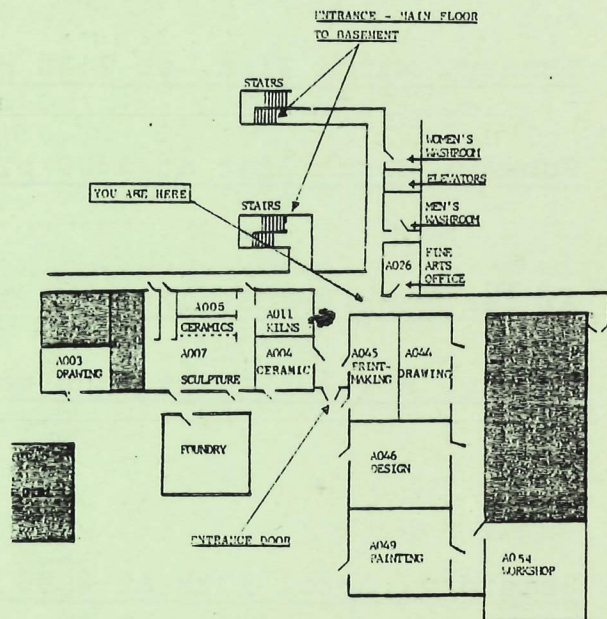 ENTRANCE - MAIN FLOOR
TO BASEMENT
STAIRS
WOMEN'S
WASHROOM
ELEVATORS
YOU ARE HERE
MEN'S
WASHROOM
STAIRS
A026
FINE
ARTS
OFFICE
A005
CERAMICS
A011
KILNS
A003
DRAWING
A007
SCULPTURE
A004
CERAMIC
A045
PRINT-
MAKING
A044
DRAWING
FOUNDRY
A046
DESIGN
ENTRANCE DOOR
A049
PAINTING
A054
WORKSHOP